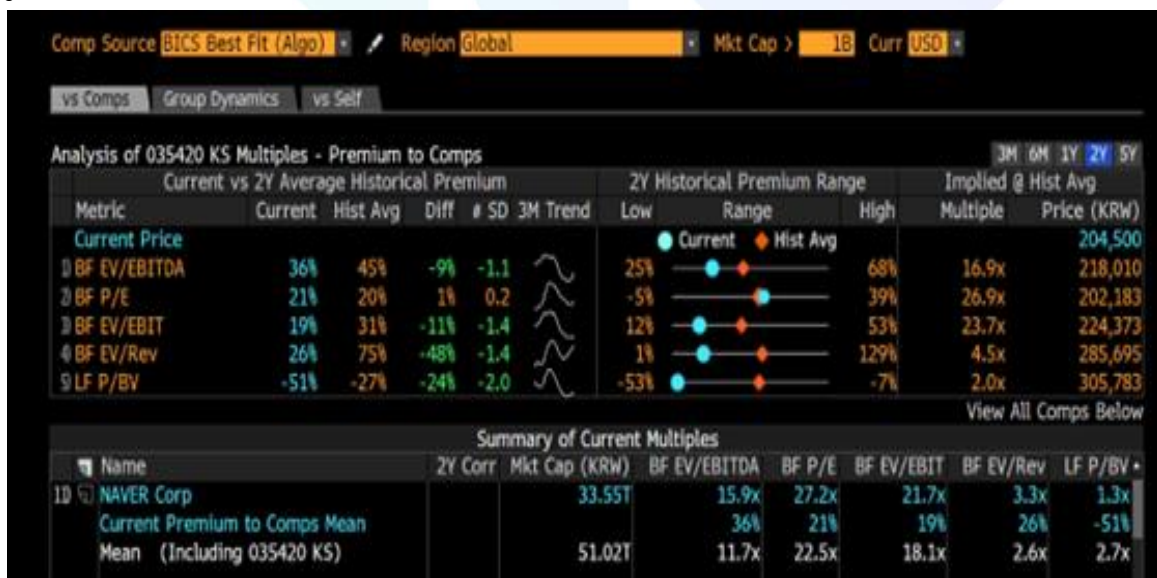 Comp Source BICS Best Fit (Algo) Region Global Mkt Cap > 1B Curr USD
vs Comps Group Dynamics vs Self
Analysis of 035420 KS Multiples - Premium to Comps 3M 6M 1Y 2Y 5Y
Current vs 2Y Average Historical Premium 2Y Historical Premium Range Implied @ Hist Avg
Metric Current Hist Avg Diff # SD 3M Trend Low Range High Multiple Price (KRW)
Current Price Current Hist Avg 204,500
1) BF EV/EBITDA 36% 45% -9% -1.1 25% 68% 16.9x 218,010
2) BF P/E 21% 20% 1% 0.2 -5% 39% 26.9x 202,183
3) BF EV/EBIT 19% 31% -11% -1.4 12% 53% 23.7x 224,373
4) BF EV/Rev 26% 75% -48% -1.4 1% 129% 4.5x 285,695
5) LF P/BV -51% -27% -24% -2.0 -53% -7% 2.0x 305,783
View All Comps Below
Summary of Current Multiples
Name 2Y Corr Mkt Cap (KRW) BF EV/EBITDA BF P/E BF EV/EBIT BF EV/Rev LF P/BV
NAVER Corp 33.55T 15.9x 27.2x 21.7x 3.3x 1.3x
Current Premium to Comps Mean 36% 21% 19% 26% -51%
Mean (Including 035420 KS) 51.02T 11.7x 22.5x 18.1x 2.6x 2.7x